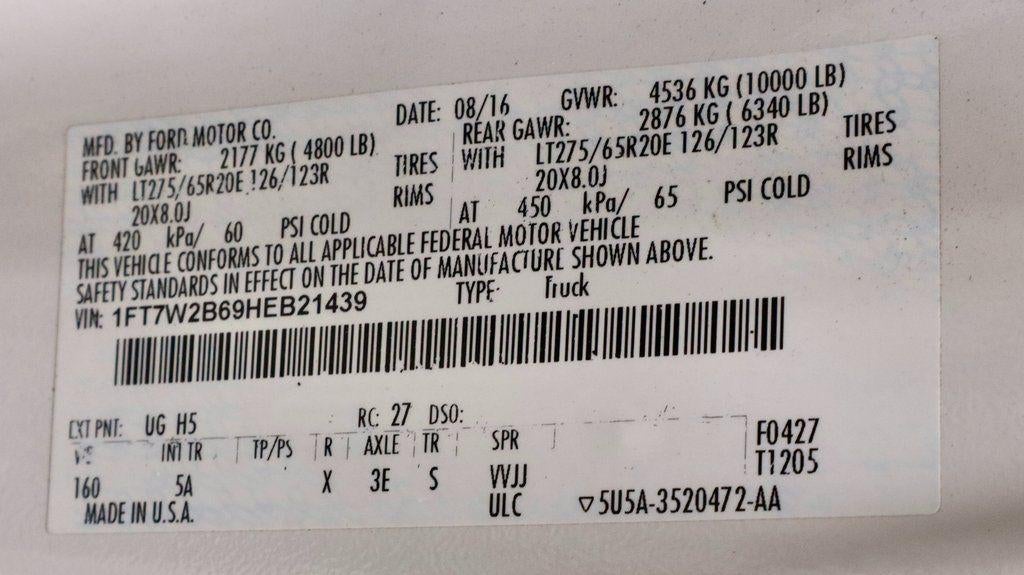 MFD. BY FORD MOTOR CO. DATE: 08/16 GVWR: 4536 KG (10000 LB)
FRONT GAWR: 2177 KG ( 4800 LB) REAR GAWR: 2876 KG ( 6340 LB)
WITH LT275/65R20E 126/123R TIRES WITH LT275/65R20E 126/123R TIRES
20X8.0J RIMS 20X8.0J RIMS
AT 420 kPa/ 60 PSI COLD AT 450 kPa/ 65 PSI COLD
THIS VEHICLE CONFORMS TO ALL APPLICABLE FEDERAL MOTOR VEHICLE
SAFETY STANDARDS IN EFFECT ON THE DATE OF MANUFACTURE SHOWN ABOVE.
VIN: 1FT7W2B69HEB21439 TYPE: Truck
EXT PNT: UG H5 RC: 27 DSO: F0427
WB INT TR TP/PS R AXLE TR SPR T1205
160 5A X 3E S VVJJ
MADE IN U.S.A. ULC ▽5U5A-3520472-AA